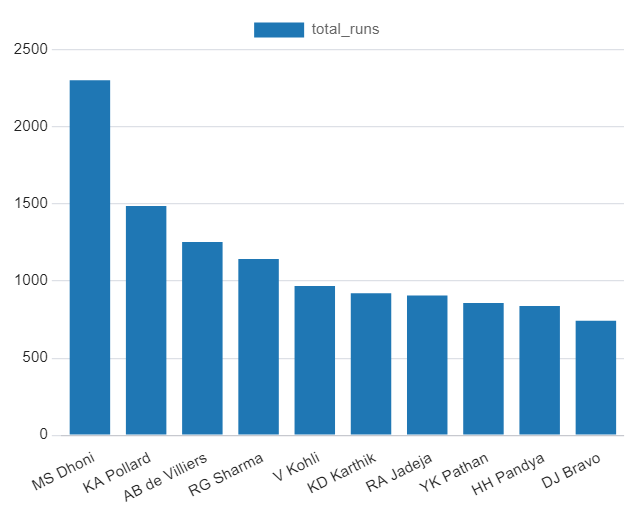 total_runs
2500
2000
1500
1000
500
0
MS Dhoni
KA Pollard
AB de Villiers
RG Sharma
V Kohli
KD Karthik
RA Jadeja
YK Pathan
HH Pandya
DJ Bravo